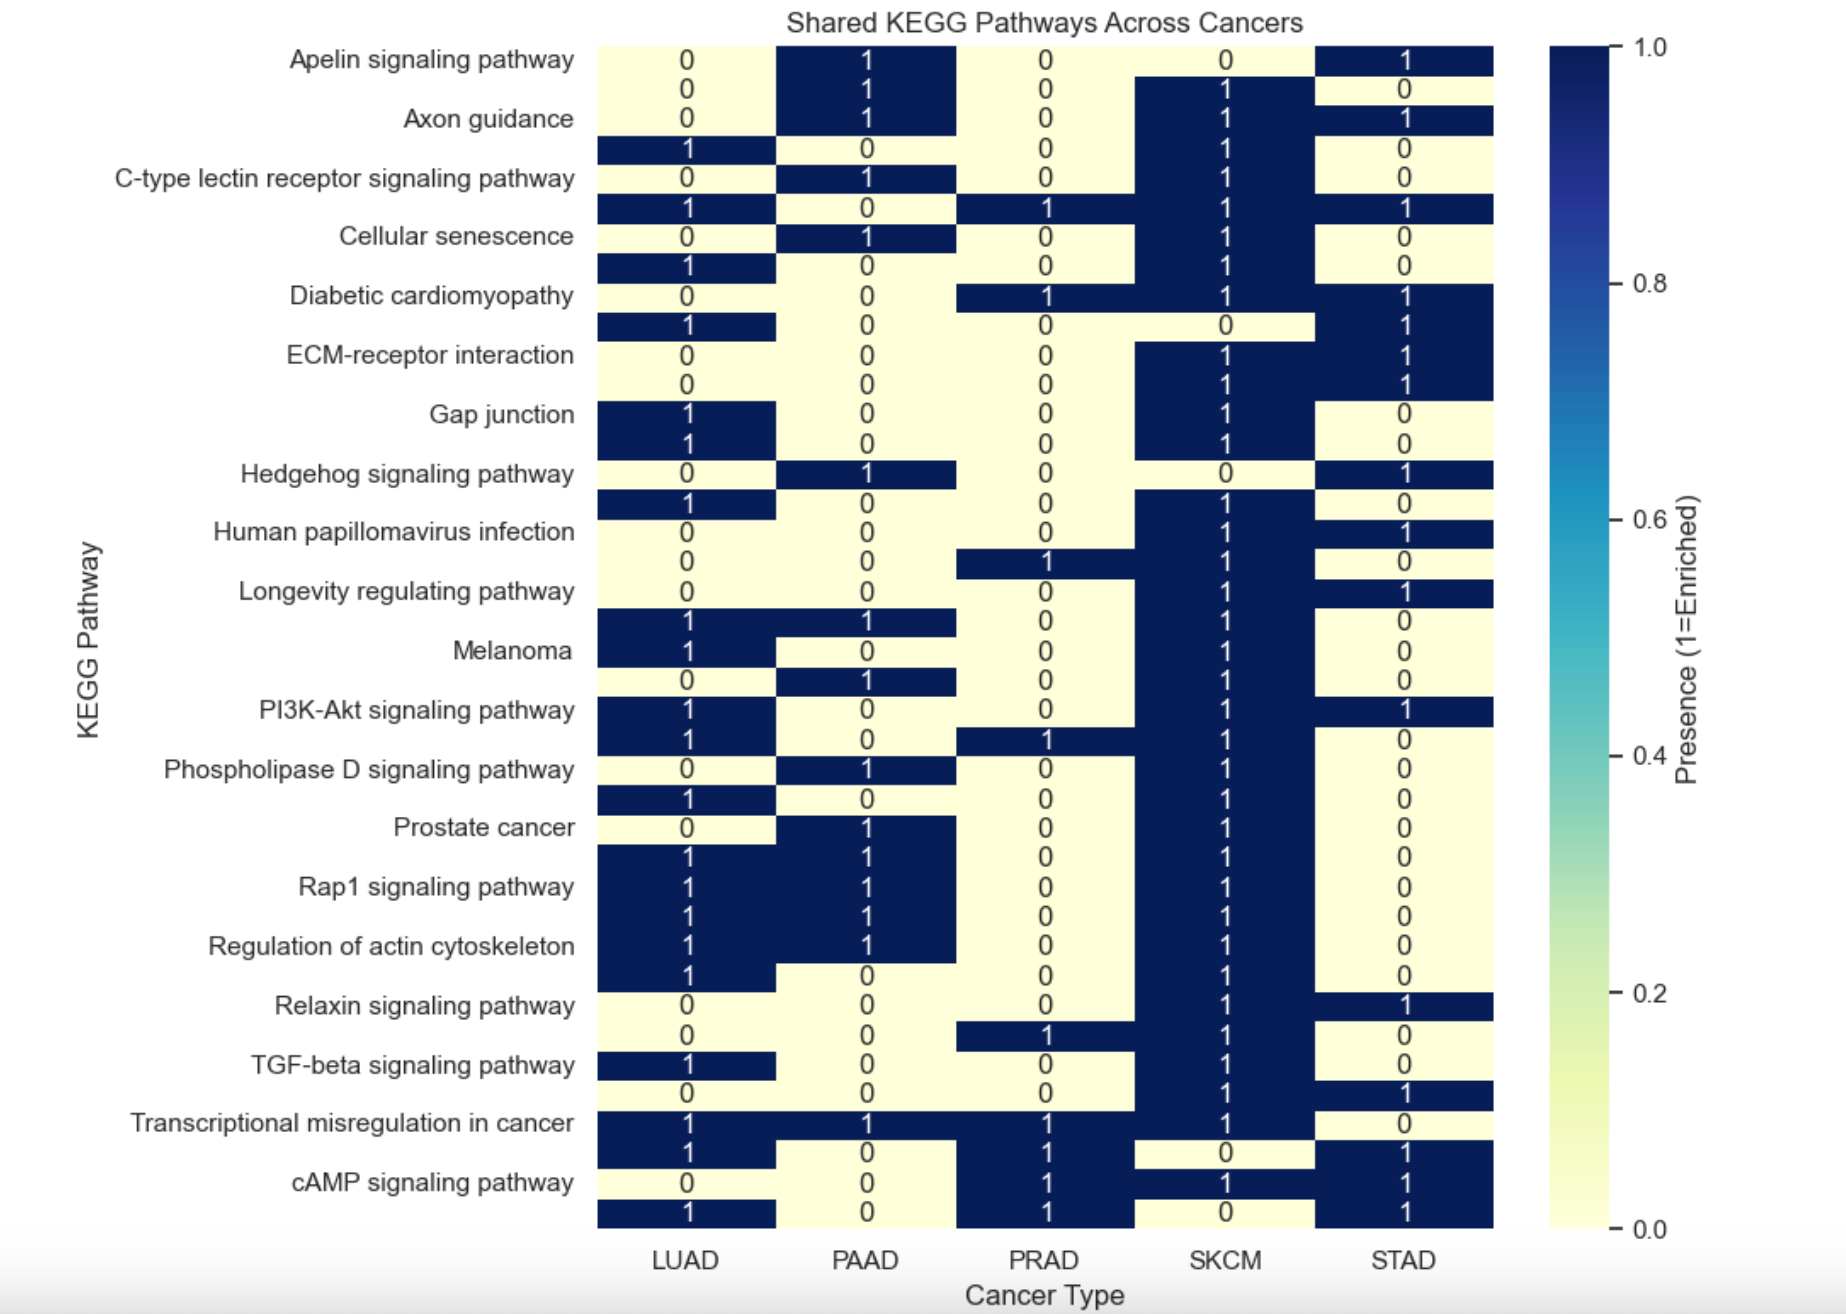 Shared KEGG Pathways Across Cancers
Apelin signaling pathway 0 1 0 0 1
0 1 0 1 0
Axon guidance 0 1 0 1 1
1 0 0 1 0
C-type lectin receptor signaling pathway 0 1 0 1 0
1 0 1 1 1
Cellular senescence 0 1 0 1 0
1 0 0 1 0
Diabetic cardiomyopathy 0 0 1 1 1
1 0 0 0 1
ECM-receptor interaction 0 0 0 1 1
0 0 0 1 1
Gap junction 1 0 0 1 0
1 0 0 1 0
Hedgehog signaling pathway 0 1 0 0 1
1 0 0 1 0
Human papillomavirus infection 0 0 0 1 1
0 0 1 1 0
Longevity regulating pathway 0 0 0 1 1
1 1 0 1 0
Melanoma 1 0 0 1 0
0 1 0 1 0
PI3K-Akt signaling pathway 1 0 0 1 1
1 0 1 1 0
Phospholipase D signaling pathway 0 1 0 1 0
1 0 0 1 0
Prostate cancer 0 1 0 1 0
1 1 0 1 0
Rap1 signaling pathway 1 1 0 1 0
1 1 0 1 0
Regulation of actin cytoskeleton 1 1 0 1 0
1 0 0 1 0
Relaxin signaling pathway 0 0 0 1 1
0 0 1 1 0
TGF-beta signaling pathway 1 0 0 1 0
0 0 0 1 1
Transcriptional misregulation in cancer 1 1 1 1 0
1 0 1 0 1
cAMP signaling pathway 0 0 1 1 1
1 0 1 0 1
LUAD PAAD PRAD SKCM STAD
Cancer Type
KEGG Pathway
1.0
0.8
0.6
0.4
0.2
0.0
Presence (1=Enriched)